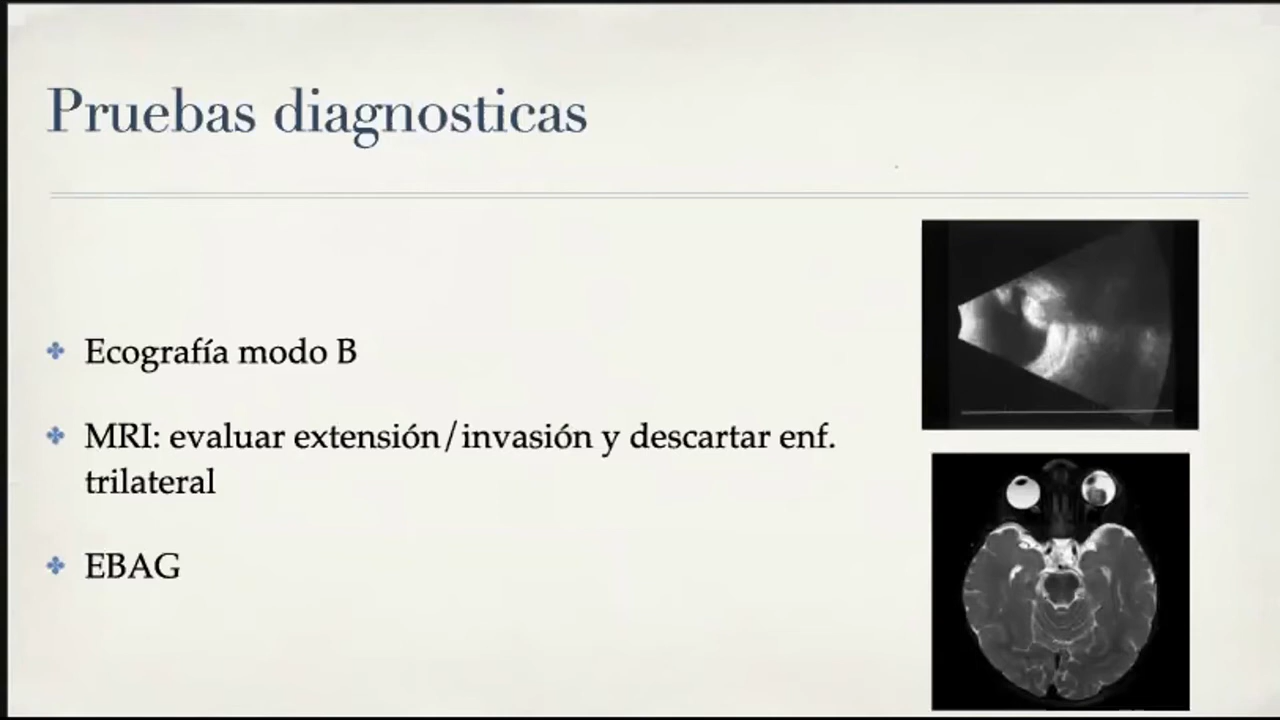 Pruebas diagnosticas
Ecografía modo B
MRI: evaluar extensión/invasión y descartar enf.
trilateral
EBAG